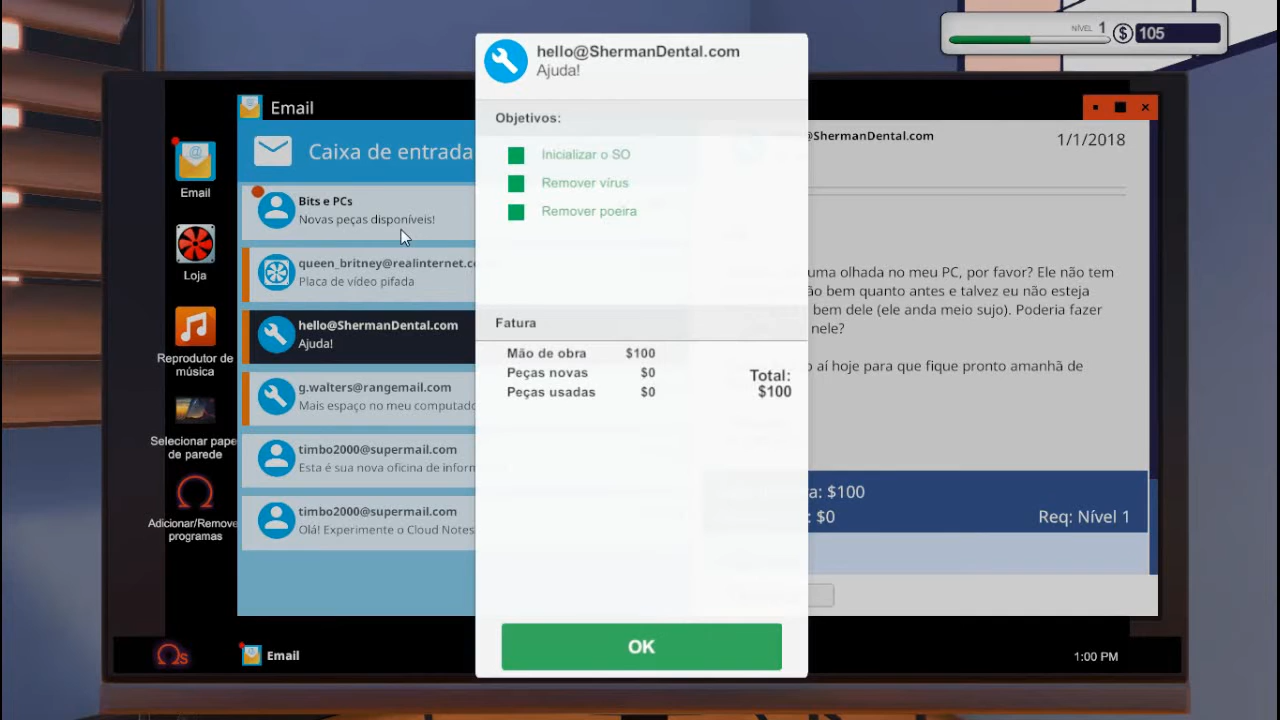 NÍVEL 1 $ 105
hello@ShermanDental.com
Ajuda!
Objetivos:
Inicializar o SO
Remover vírus
Remover poeira
Fatura
Mão de obra $100
Peças novas $0
Peças usadas $0
Total:
$100
OK
Email
Loja
Reprodutor de
música
Selecionar pape
de parede
Adicionar/Remove
programas
Email
Caixa de entrada
Bits e PCs
Novas peças disponíveis!
queen_britney@realinternet.co
Placa de vídeo pifada
hello@ShermanDental.com
Ajuda!
g.walters@rangemail.com
Mais espaço no meu computado
timbo2000@supermail.com
Esta é sua nova oficina de inform
timbo2000@supermail.com
Olá! Experimente o Cloud Notes
ShermanDental.com
1/1/2018
uma olhada no meu PC, por favor? Ele não tem
ão bem quanto antes e talvez eu não esteja
bem dele (ele anda meio sujo). Poderia fazer
nele?
o aí hoje para que fique pronto amanhã de
a: $100
: $0
Req: Nível 1
Ωs
Email
1:00 PM